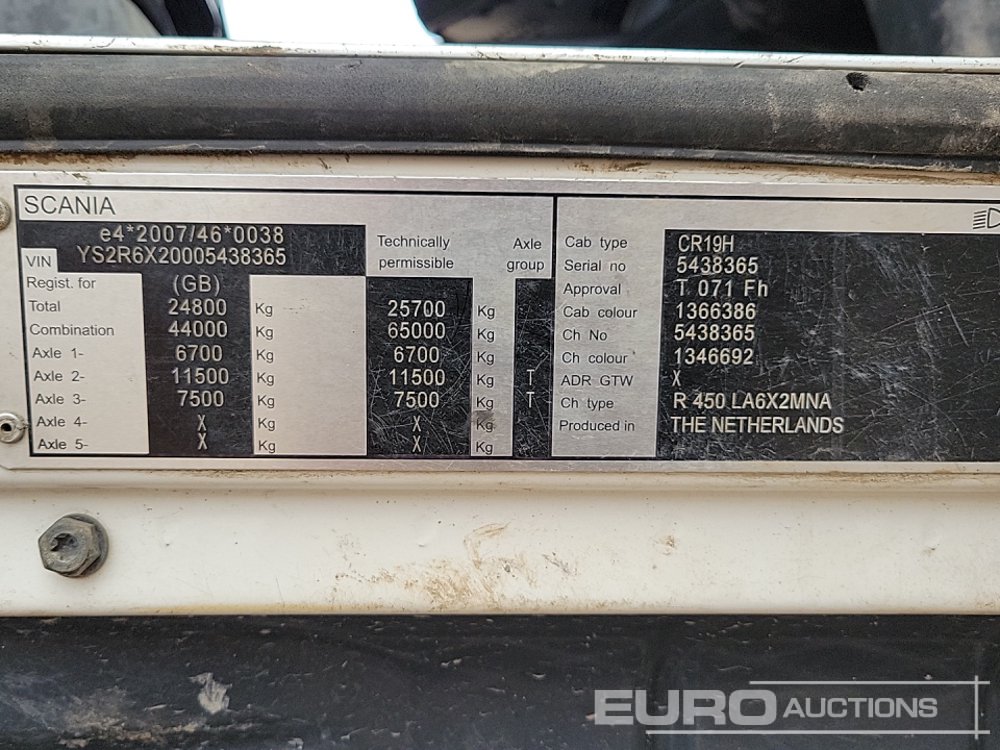 SCANIA
e4*2007/46*0038
VIN YS2R6X20005438365
Technically permissible
Axle group
Regist. for (GB)
Total 24800 Kg 25700 Kg
Combination 44000 Kg 65000 Kg
Axle 1- 6700 Kg 6700 Kg
Axle 2- 11500 Kg 11500 Kg T
Axle 3- 7500 Kg 7500 Kg T
Axle 4- X Kg X Kg
Axle 5- X Kg X Kg
Cab type CR19H
Serial no 5438365
Approval T 071 Fh
Cab colour 1366386
Ch No 5438365
Ch colour 1346692
ADR GTW X
Ch type R 450 LA6X2MNA
Produced in THE NETHERLANDS
EURO AUCTIONS